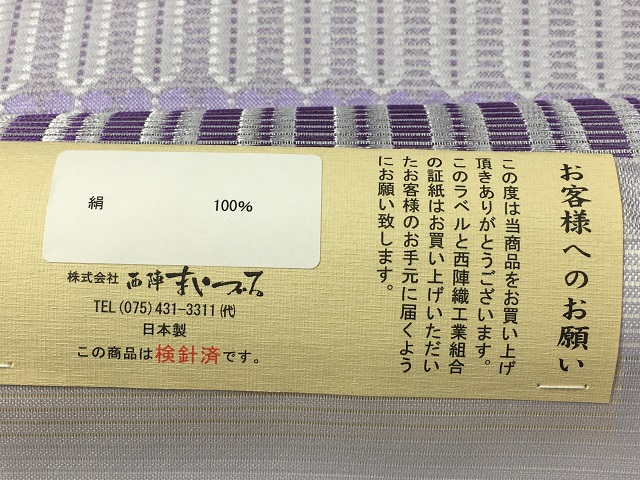 お客様へのお願い
この度は当商品をお買い上げ
頂きありがとうございます。
このラベルと西陣織工業組合
の証紙はお買い上げいただい
たお客様のお手元に届くよう
にお願い致します。
絹 100%
株式会社 西陣まいづる
TEL (075) 431-3311 (代)
日本製
この商品は検針済です。